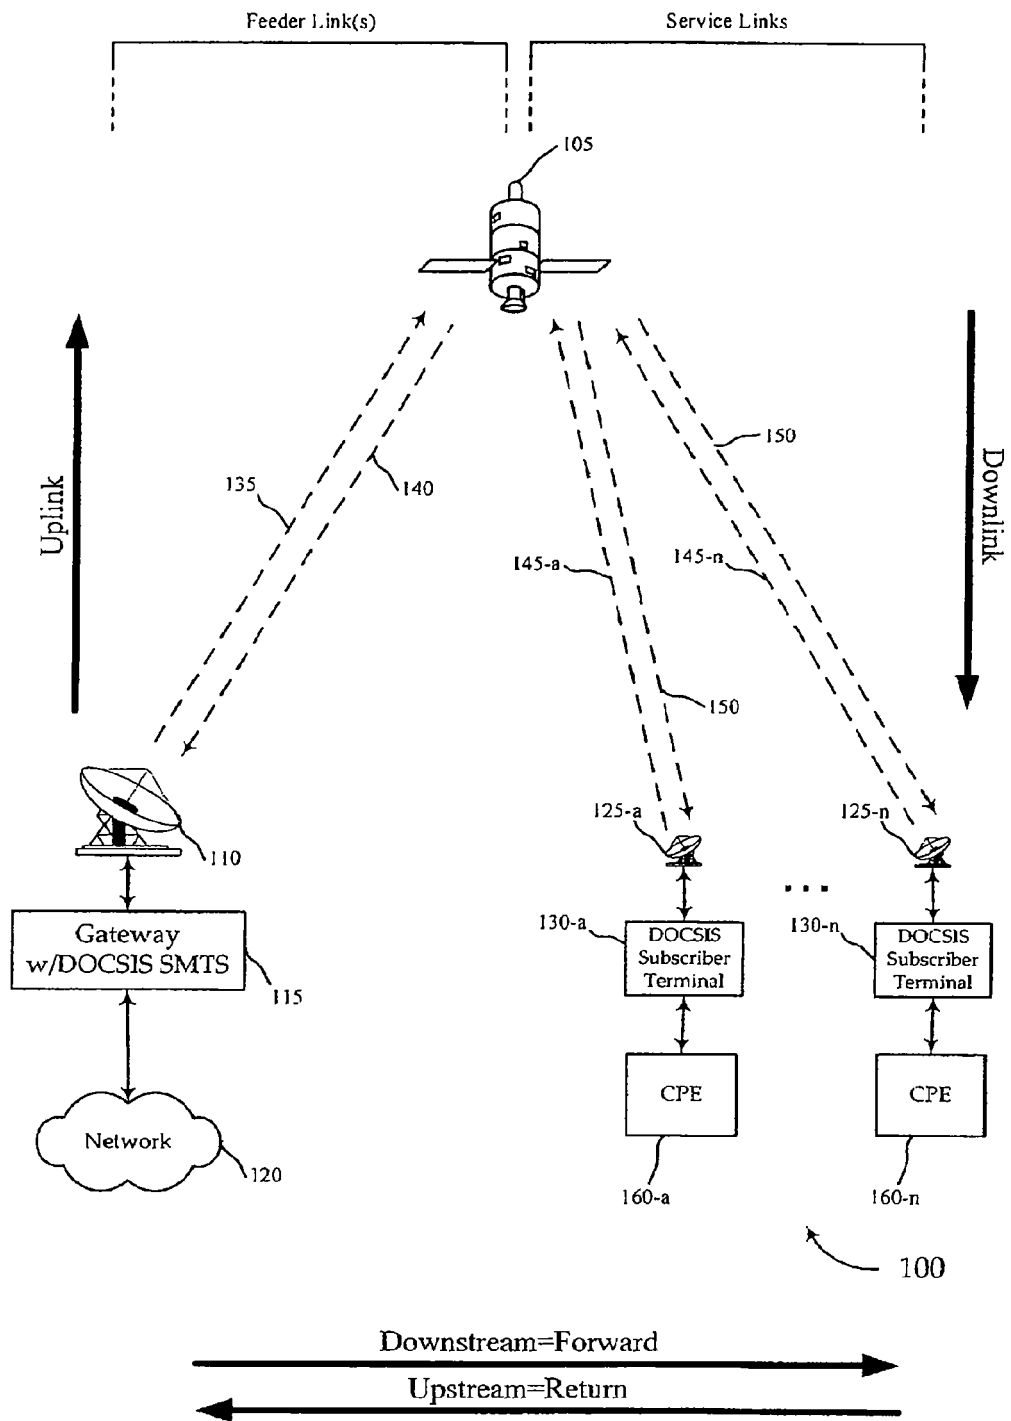 Feeder Link(s)
Service Links
105
150
135
140
Uplink
Downlink
145-a
145-n
150
125-a
125-n
110
130-a
130-n
Gateway
w/DOCSIS SMTS
DOCSIS
Subscriber
Terminal
DOCSIS
Subscriber
Terminal
115
CPE
CPE
Network
120
160-a
160-n
100
Downstream=Forward
Upstream=Return